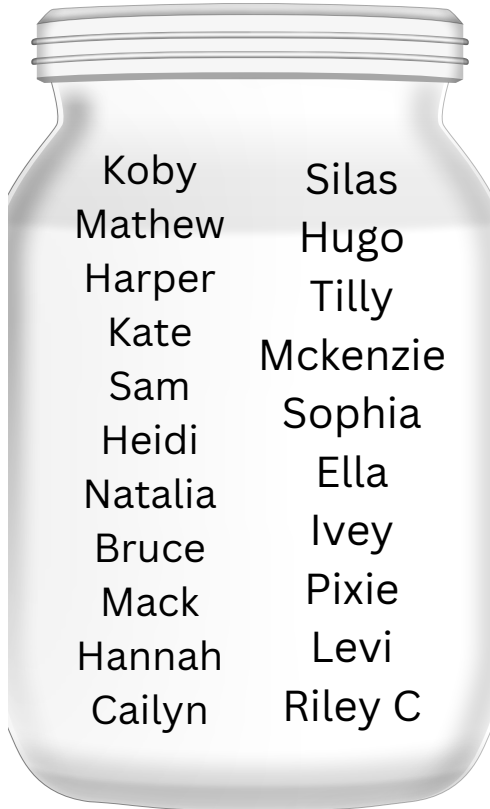 Koby
Mathew
Harper
Kate
Sam
Heidi
Natalia
Bruce
Mack
Hannah
Cailyn
Silas
Hugo
Tilly
Mckenzie
Sophia
Ella
Ivey
Pixie
Levi
Riley C